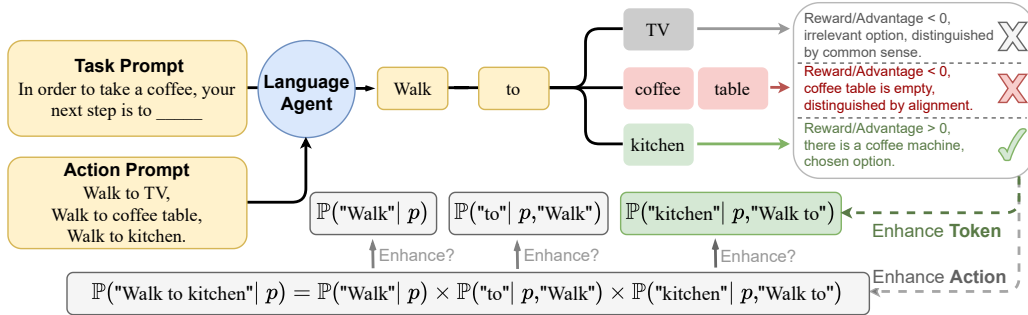 Task Prompt
In order to take a coffee, your
next step is to _____
Action Prompt
Walk to TV,
Walk to coffee table,
Walk to kitchen.
Language
Agent
Walk
to
TV
coffee
table
kitchen
Reward/Advantage < 0,
irrelevant option, distinguished
by common sense.
Reward/Advantage < 0,
coffee table is empty,
distinguished by alignment.
Reward/Advantage > 0,
there is a coffee machine,
chosen option.
ℙ("Walk"| p)
ℙ("to"| p,"Walk")
ℙ("kitchen"| p,"Walk to")
Enhance Token
Enhance?
Enhance?
Enhance?
Enhance Action
ℙ("Walk to kitchen"| p) = ℙ("Walk"| p) × ℙ("to"| p,"Walk") × ℙ("kitchen"| p,"Walk to")